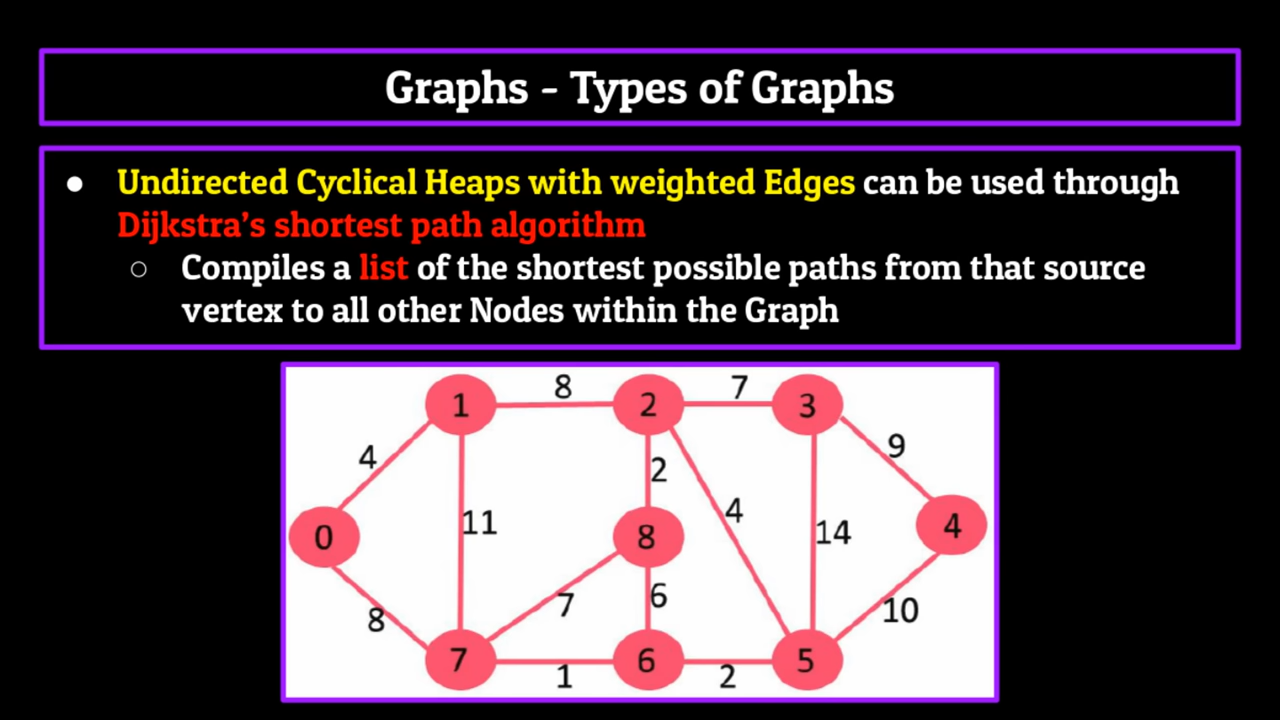 Graphs - Types of Graphs
● Undirected Cyclical Heaps with weighted Edges can be used through
Dijkstra's shortest path algorithm
○ Compiles a list of the shortest possible paths from that source
vertex to all other Nodes within the Graph
8 7
1 2 3
4 9
2
4
11 14
0 8 4
7 6
8 10
7 6 5
1 2